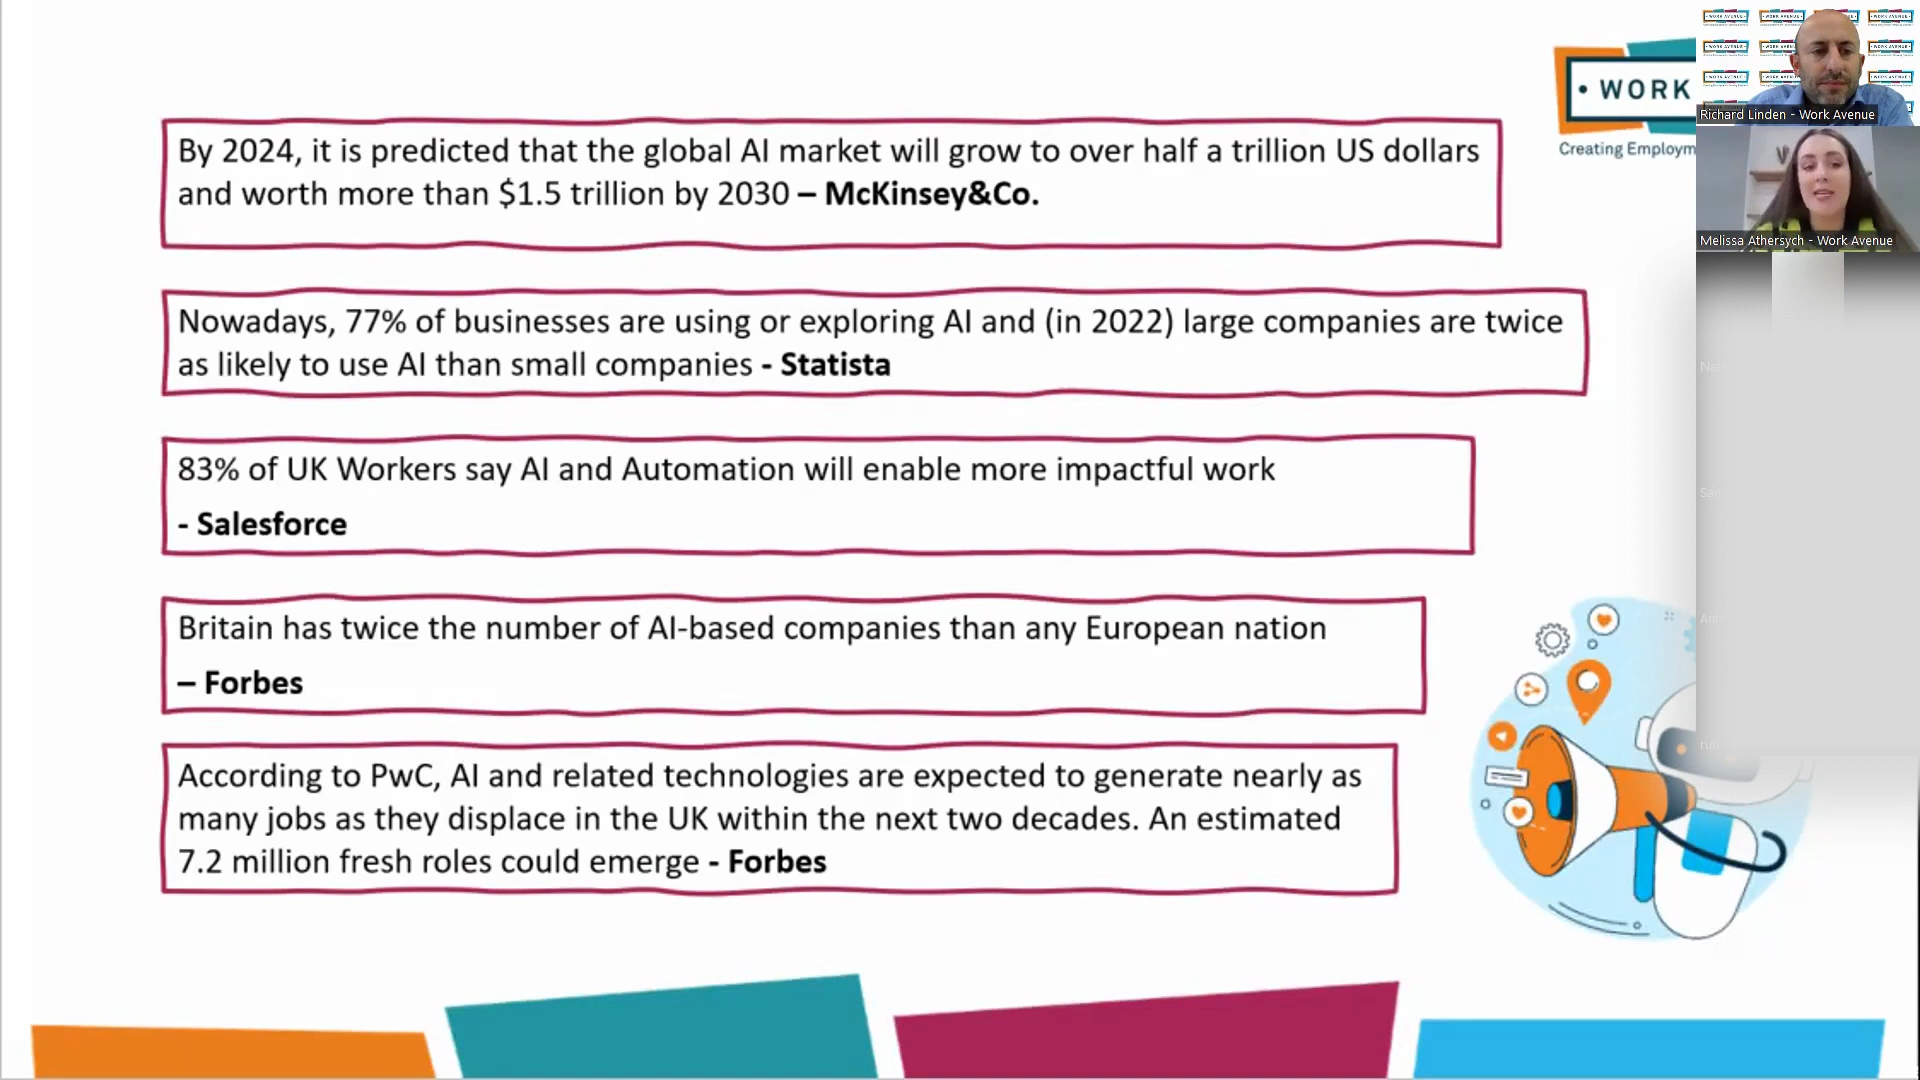 By 2024, it is predicted that the global AI market will grow to over half a trillion US dollars
and worth more than $1.5 trillion by 2030 – McKinsey&Co.
Nowadays, 77% of businesses are using or exploring AI and (in 2022) large companies are twice
as likely to use AI than small companies - Statista
83% of UK Workers say AI and Automation will enable more impactful work
- Salesforce
Britain has twice the number of AI-based companies than any European nation
– Forbes
According to PwC, AI and related technologies are expected to generate nearly as
many jobs as they displace in the UK within the next two decades. An estimated
7.2 million fresh roles could emerge - Forbes
• WORK
Creating Employm
Richard Linden - Work Avenue
Melissa Athersych - Work Avenue